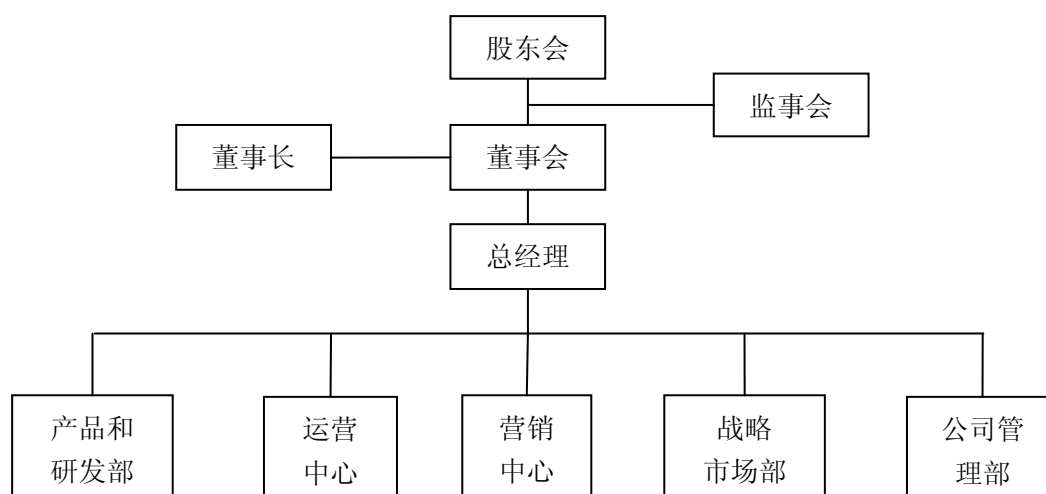 股东会
监事会
董事长
董事会
总经理
产品和
研发部
运营
中心
营销
中心
战略
市场部
公司管
理部